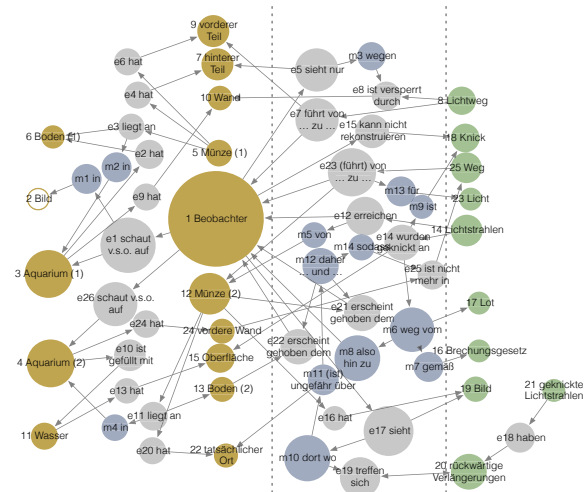 9 vorderer
Teil
e6 hat
7 hinterer
Teil
e5 sieht nur
m3 wegen
e4 hat
10 Wand
e8 ist versperrt
durch
8 Lichtweg
e7 führt von
... zu ...
6 Boden (1)
e3 liegt an
e15 kann nicht
rekonstruieren
18 Knick
e2 hat
5 Münze (1)
m2 in
m1 in
e23 (führt) von
... zu ...
25 Weg
2 Bild
e9 hat
m13 für
23 Licht
m9 ist
1 Beobachter
e12 erreichen
14 Lichtstrahlen
e1 schaut
v.s.o. auf
m5 von
m14 sodass
e14 wurden
geknickt an
m12 daher
... und ...
3 Aquarium (1)
e25 ist nicht
mehr in
12 Münze (2)
e26 schaut v.s.o.
auf
e21 erscheint
gehoben dem
17 Lot
e24 hat
24 vordere Wand
m6 weg vom
e22 erscheint
gehoben dem
e10 ist
gefüllt mit
4 Aquarium (2)
15 Oberfläche
m8 also
hin zu
16 Brechungsgesetz
m7 gemäß
m11 (ist)
ungefähr über
e13 hat
13 Boden (2)
19 Bild
21 geknickte
Lichtstrahlen
e11 liegt an
e16 hat
m4 in
11 Wasser
e17 sieht
e18 haben
e20 hat
22 tatsächlicher
Ort
m10 dort wo
e19 treffen
sich
20 rückwärtige
Verlängerungen